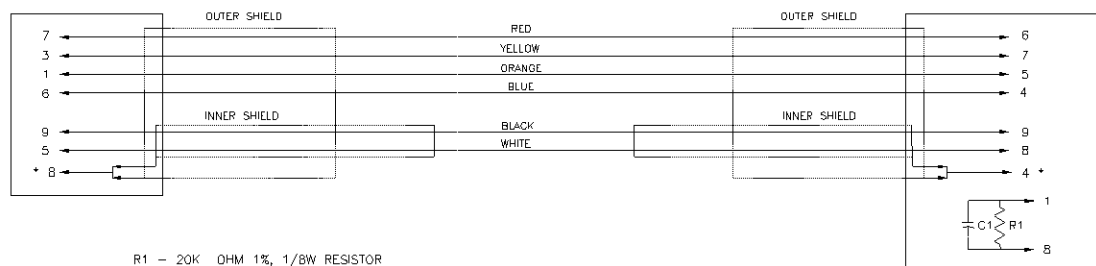 OUTER SHIELD OUTER SHIELD
7 RED 6
3 YELLOW 7
1 ORANGE 5
6 BLUE 4
INNER SHIELD INNER SHIELD
9 BLACK 9
5 WHITE 8
* 8 4 *
1
C1 R1
8
R1 - 20K OHM 1%, 1/8W RESISTOR